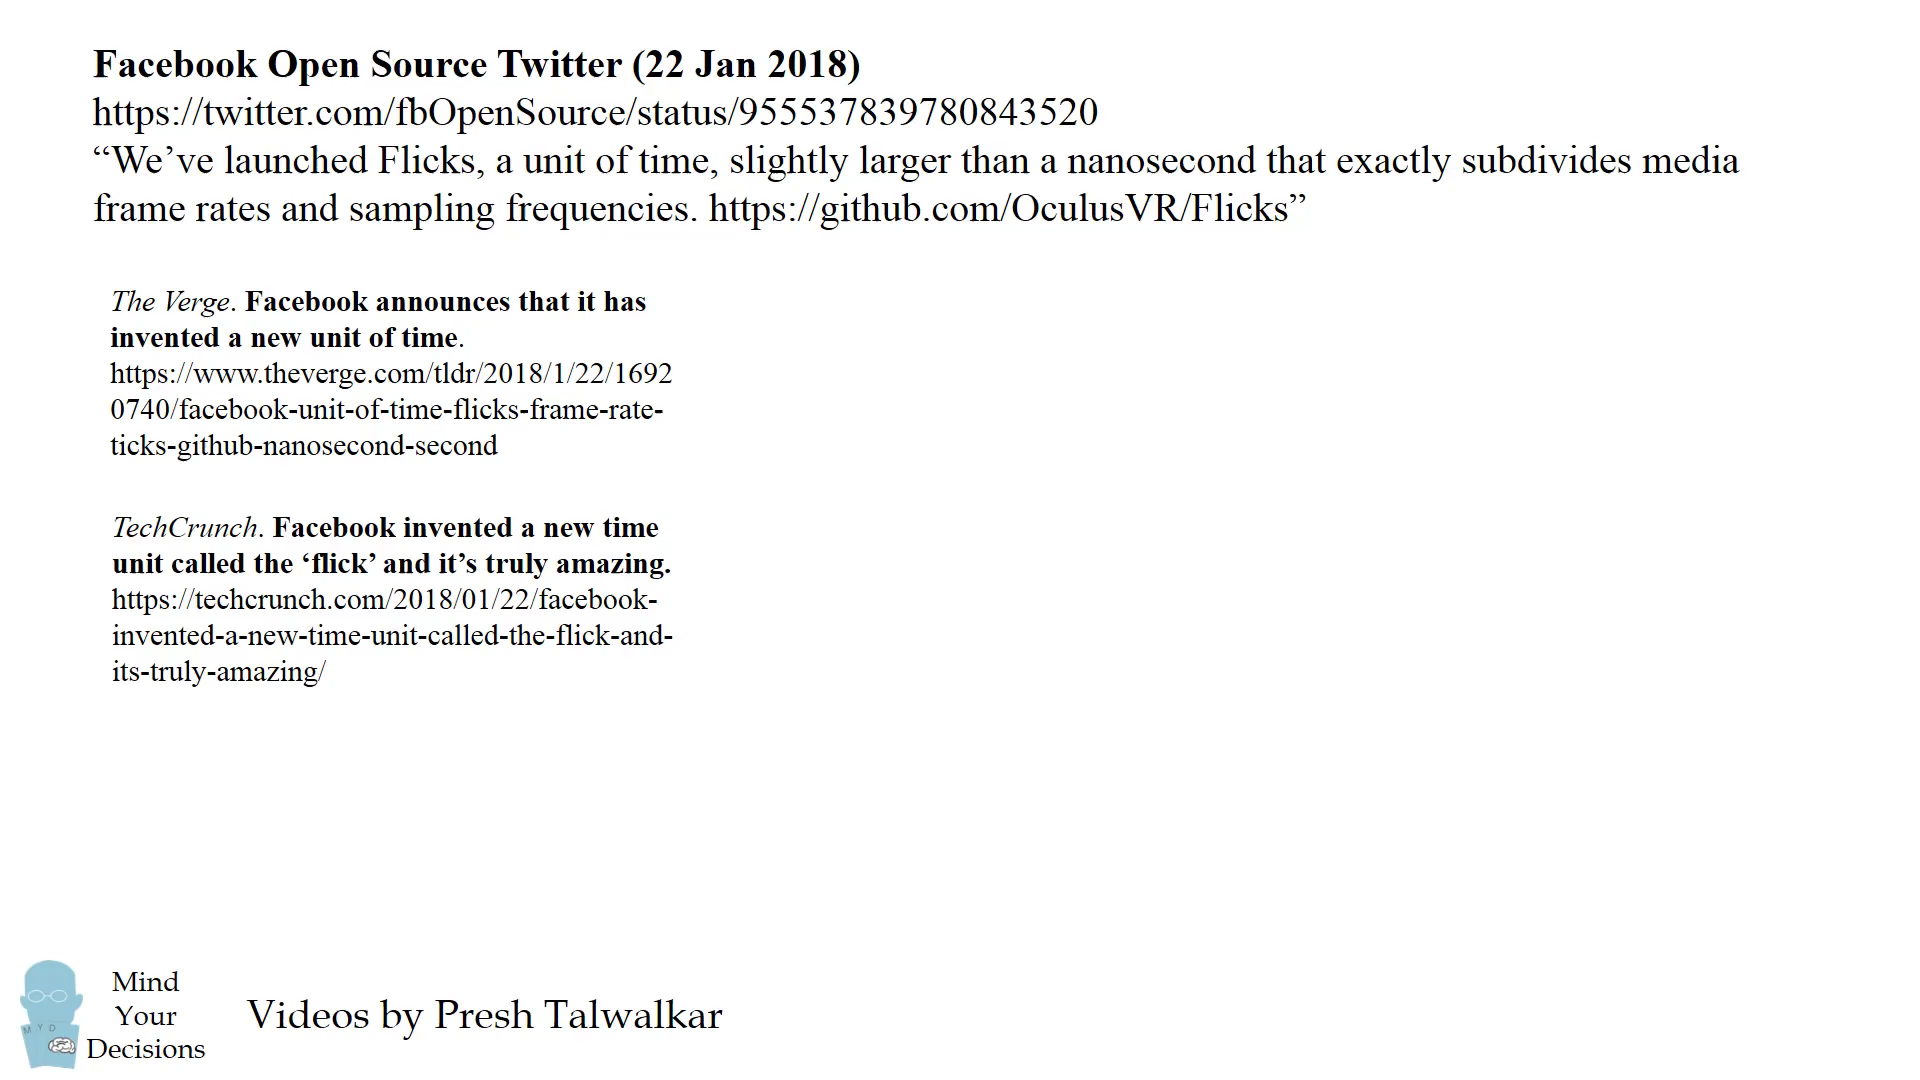 Facebook Open Source Twitter (22 Jan 2018)
https://twitter.com/fbOpenSource/status/955537839780843520
“We’ve launched Flicks, a unit of time, slightly larger than a nanosecond that exactly subdivides media
frame rates and sampling frequencies. https://github.com/OculusVR/Flicks”
The Verge. Facebook announces that it has
invented a new unit of time.
https://www.theverge.com/tldr/2018/1/22/1692
0740/facebook-unit-of-time-flicks-frame-rate-
ticks-github-nanosecond-second
TechCrunch. Facebook invented a new time
unit called the ‘flick’ and it’s truly amazing.
https://techcrunch.com/2018/01/22/facebook-
invented-a-new-time-unit-called-the-flick-and-
its-truly-amazing/
M Y D
Mind
Your
Decisions
Videos by Presh Talwalkar